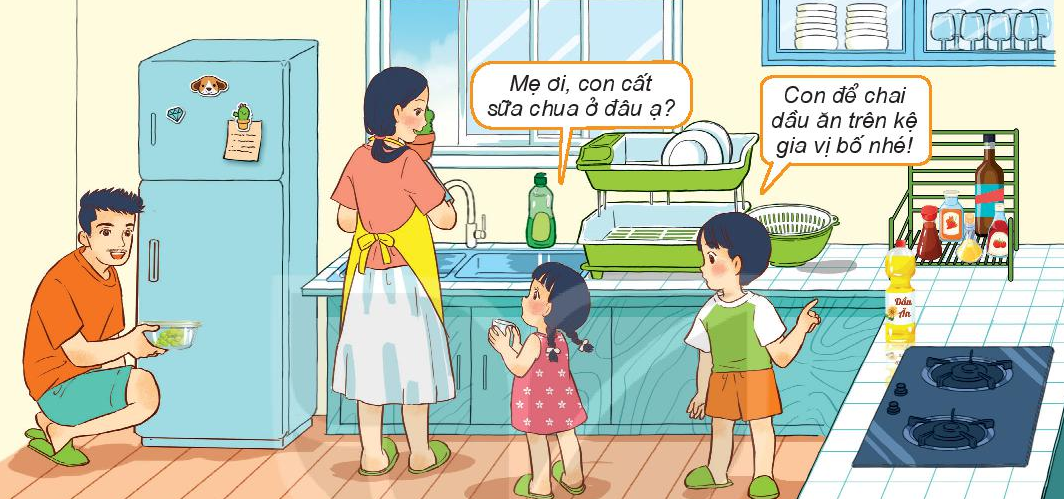 Mẹ ơi, con cất
sữa chua ở đâu ạ?
Con để chai
dầu ăn trên kệ
gia vị bố nhé!
Dầu
Ăn